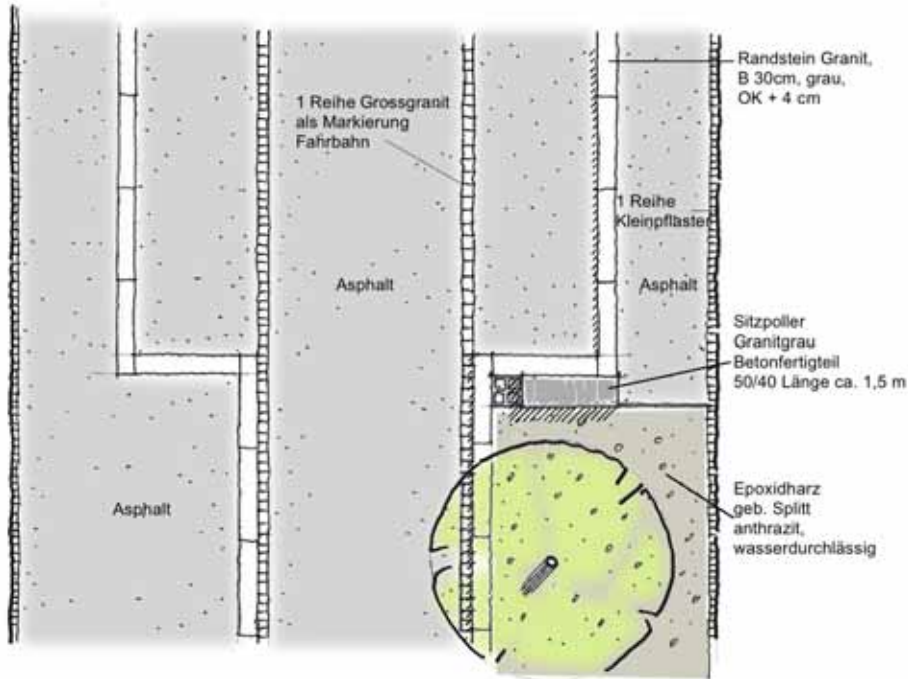 Randstein Granit,
B 30cm, grau,
OK + 4 cm
1 Reihe Grossgranit
als Markierung
Fahrbahn
1 Reihe
Kleinpflaster
Asphalt
Asphalt
Sitzpoller
Granitgrau
Betonfertigteil
50/40 Länge ca. 1,5 m
Asphalt
Epoxidharz
geb. Splitt
anthrazit,
wasserdurchlässig